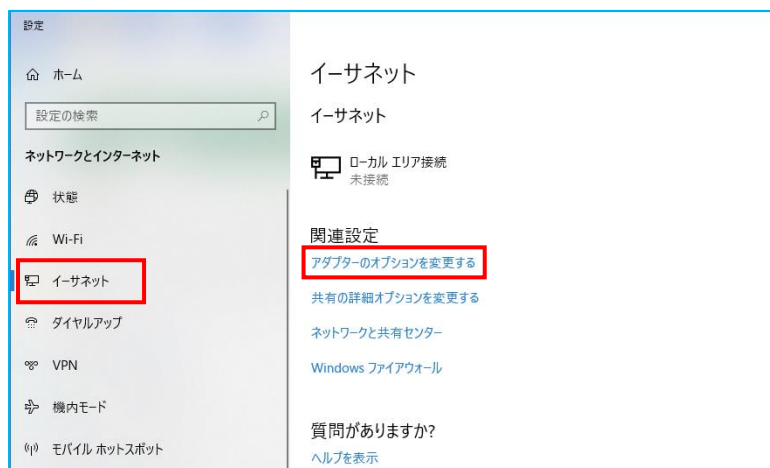 設定
ホーム
設定の検索
ネットワークとインターネット
状態
Wi-Fi
イーサネット
ダイヤルアップ
VPN
機内モード
モバイル ホットスポット
イーサネット
イーサネット
ローカル エリア接続
未接続
関連設定
アダプターのオプションを変更する
共有の詳細オプションを変更する
ネットワークと共有センター
Windows ファイアウォール
質問がありますか?
ヘルプを表示